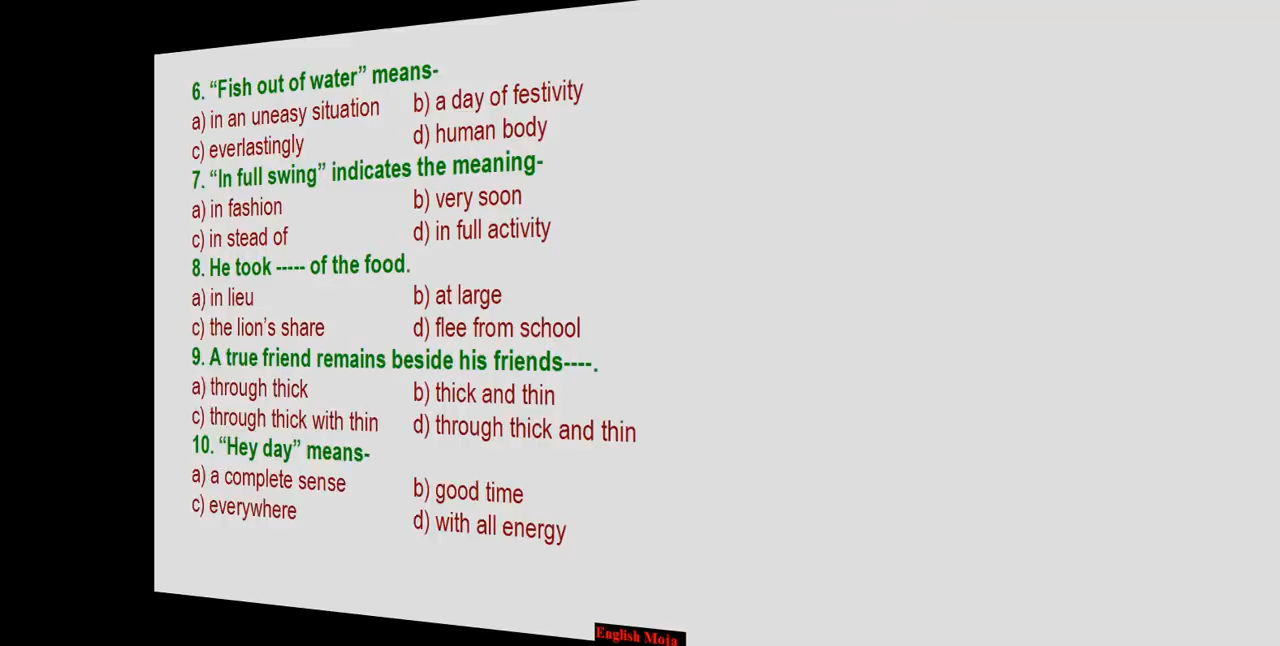 6. “Fish out of water” means-
a) in an uneasy situation b) a day of festivity
c) everlastingly d) human body
7. “In full swing” indicates the meaning-
a) in fashion b) very soon
c) in stead of d) in full activity
8. He took ----- of the food.
a) in lieu b) at large
c) the lion’s share d) flee from school
9. A true friend remains beside his friends----.
a) through thick b) thick and thin
c) through thick with thin d) through thick and thin
10. “Hey day” means-
a) a complete sense b) good time
c) everywhere d) with all energy
English Moja